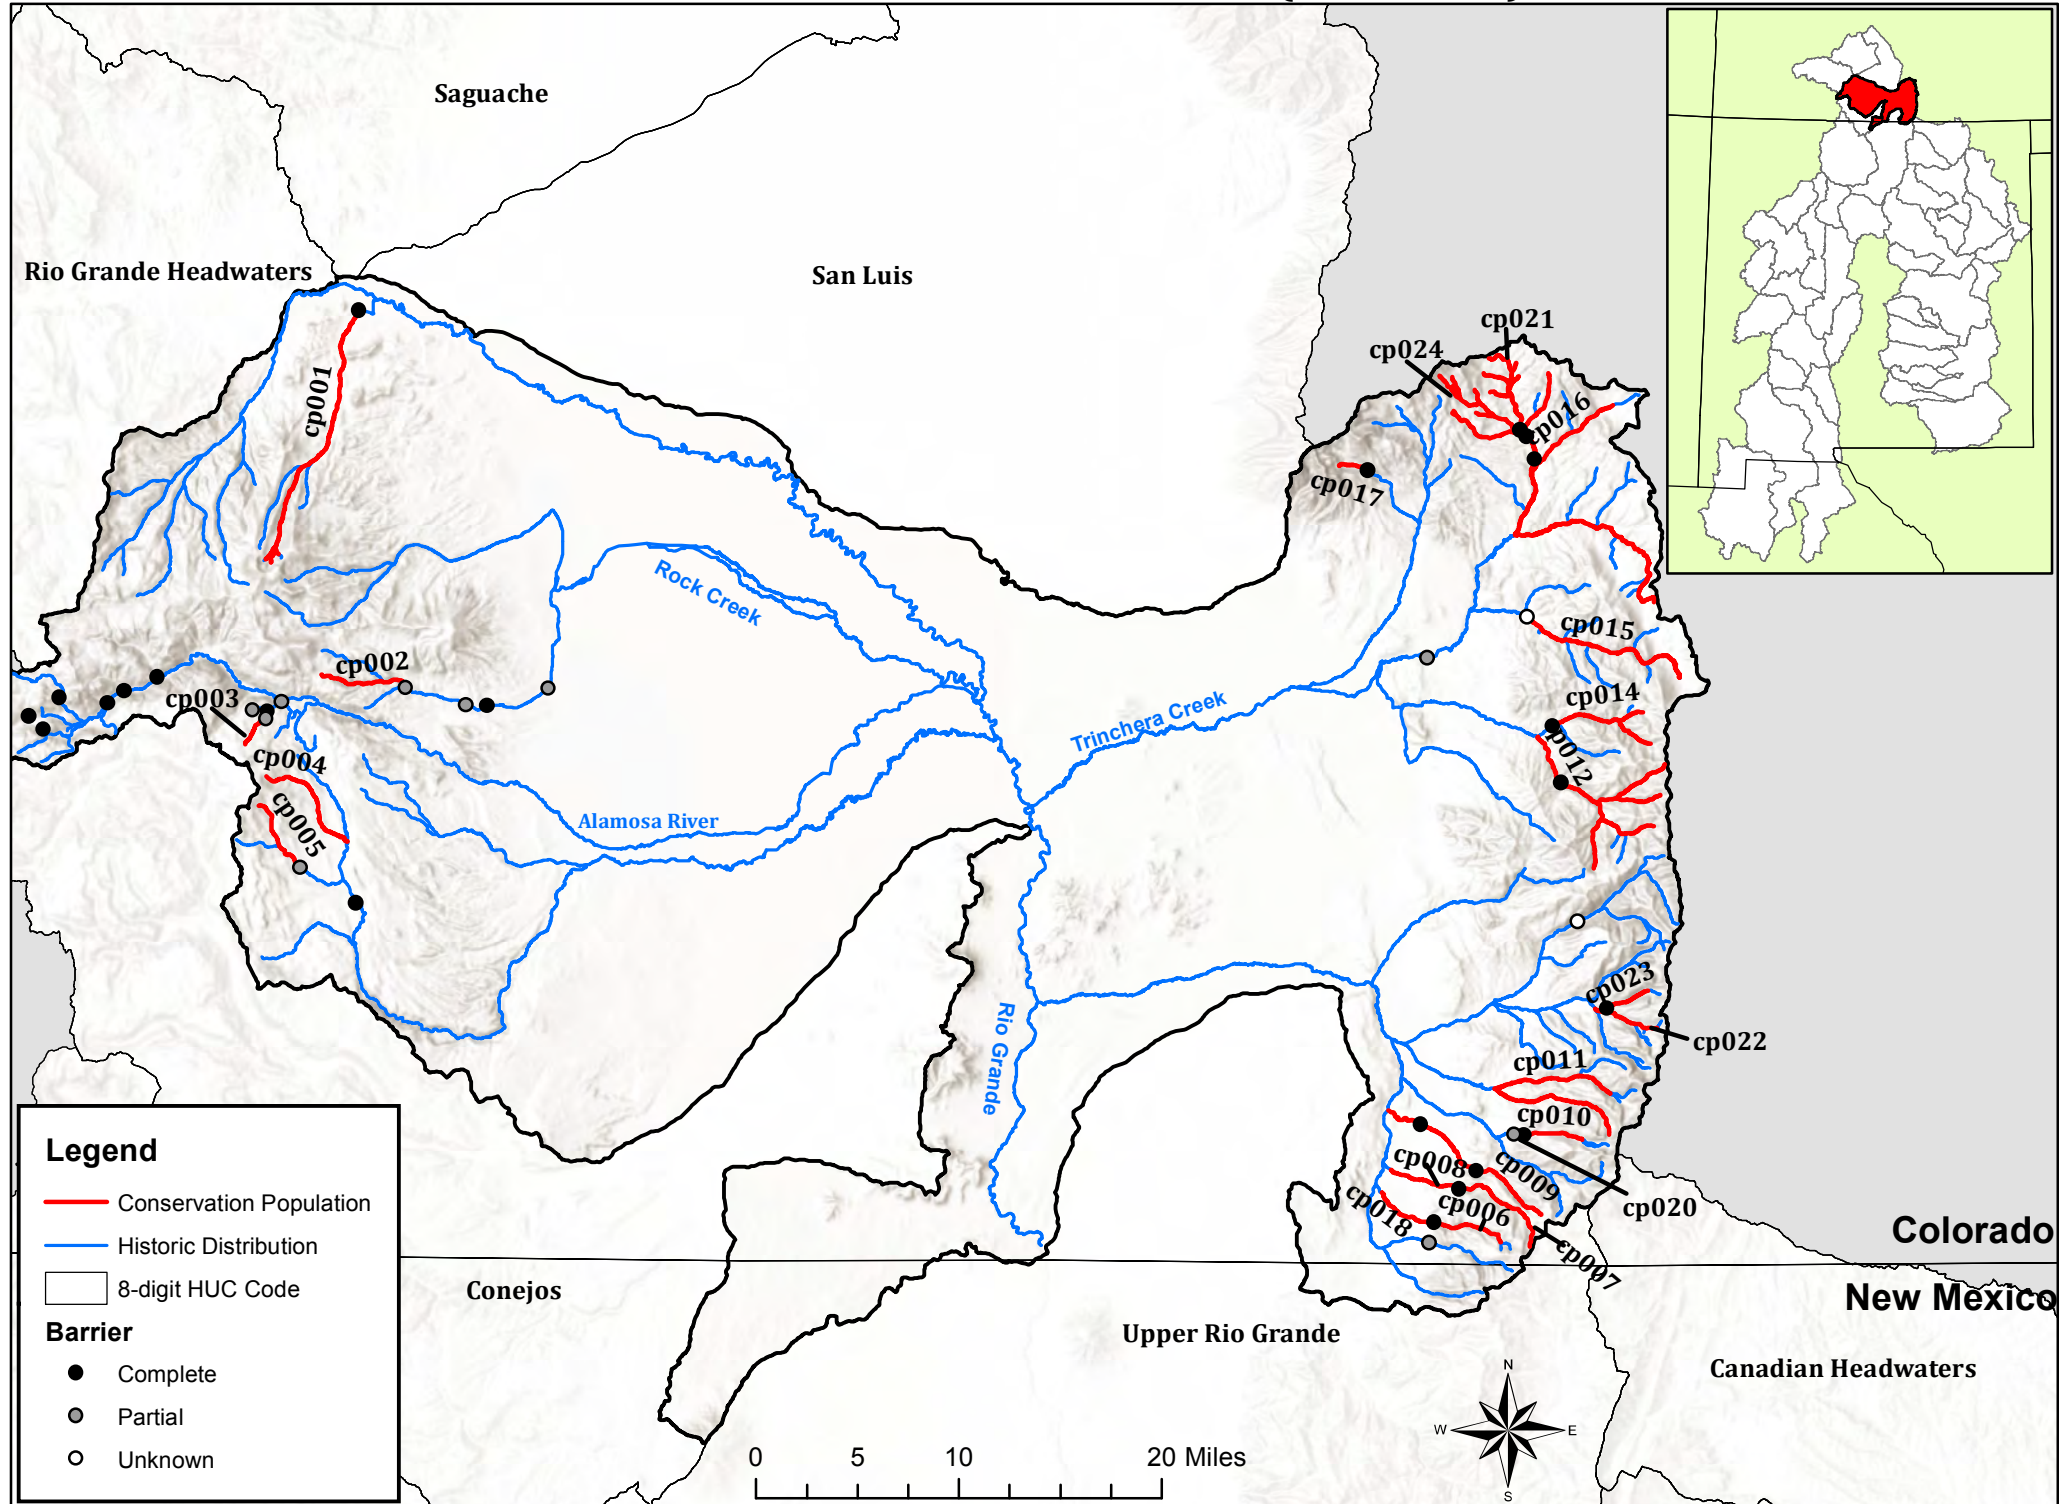 Saguache
Rio Grande Headwaters
San Luis
cp021
cp024
cp001
cp016
cp017
Rock Creek
cp015
cp002
cp003
cp014
Trinchera Creek
cp004
p012
cp005
Alamosa River
cp023
Rio Grande
cp022
cp011
cp010
cp008
cp009
cp018
cp006
cp020
cp007
Colorado
New Mexico
Conejos
Upper Rio Grande
Canadian Headwaters
Legend
Conservation Population
Historic Distribution
8-digit HUC Code
Barrier
Complete
Partial
Unknown
0 5 10 20 Miles
N
W E
S